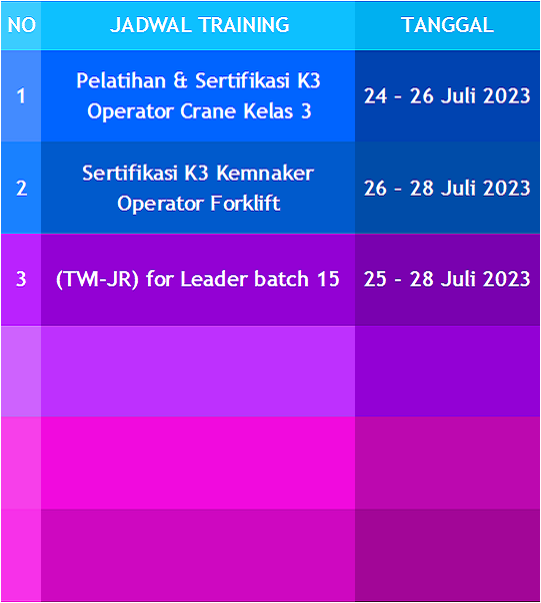 NO JADWAL TRAINING TANGGAL
1 Pelatihan & Sertifikasi K3 Operator Crane Kelas 3 24 – 26 Juli 2023
2 Sertifikasi K3 Kemnaker Operator Forklift 26 – 28 Juli 2023
3 (TWI-JR) for Leader batch 15 25 – 28 Juli 2023